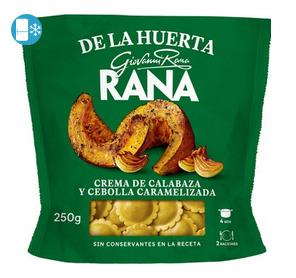 DE LA HUERTA
Giovanni Rana
RANA
CREMA DE CALABAZA
Y CEBOLLA CARAMELIZADA
250g
4 MIN
2 RACIONES
SIN CONSERVANTES EN LA RECETA